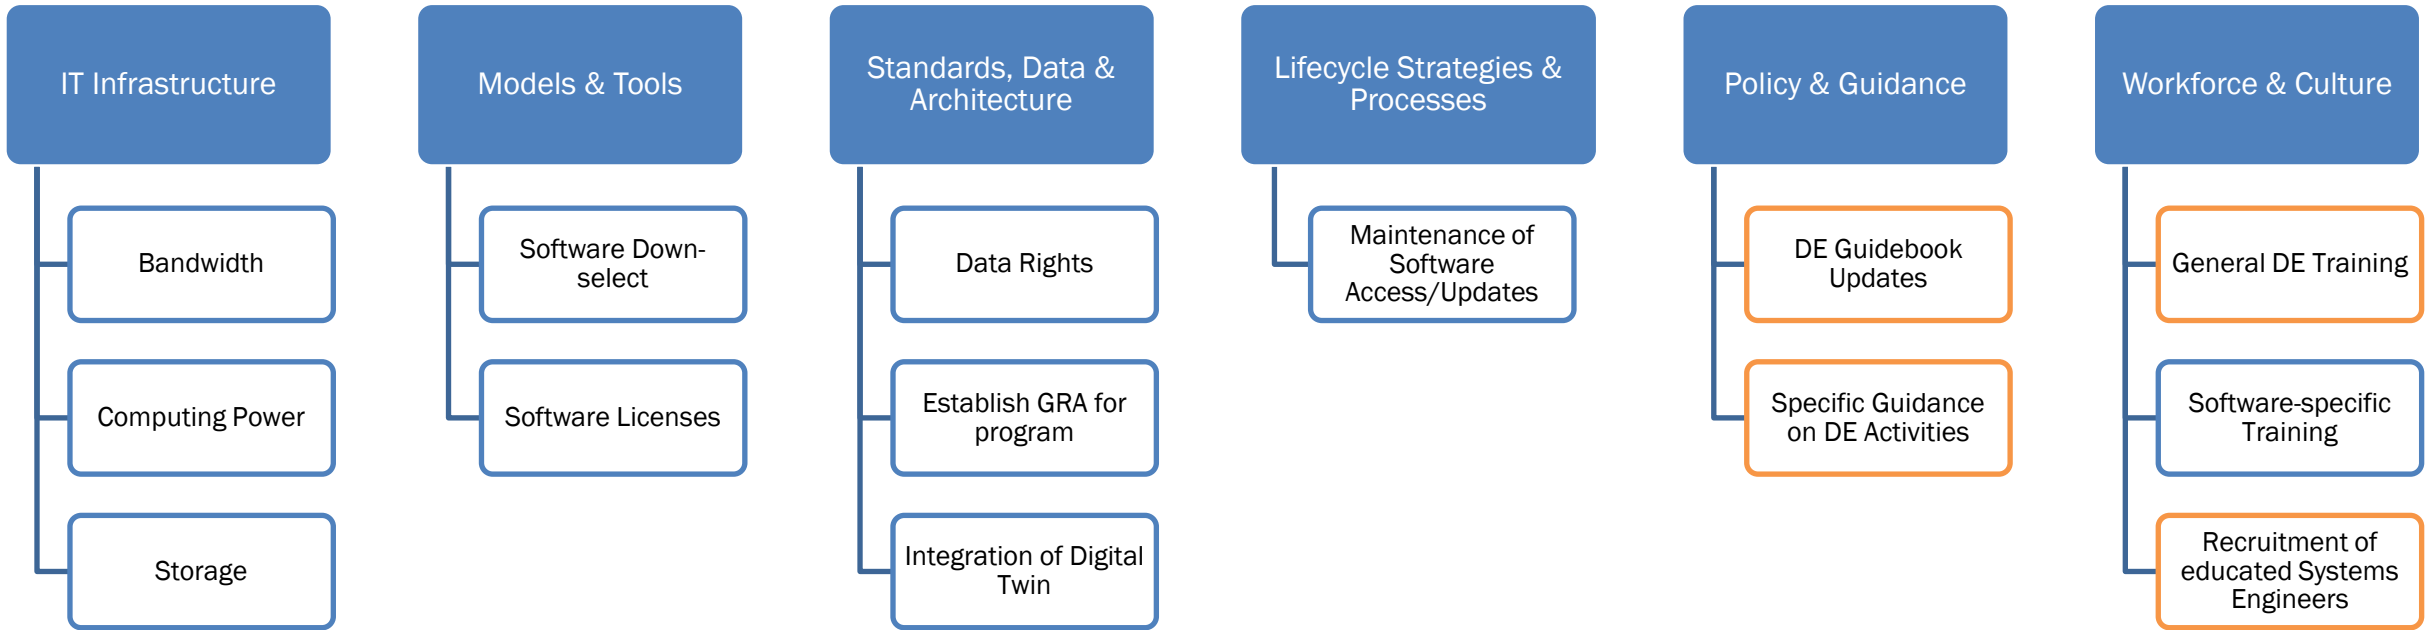 IT Infrastructure
Bandwidth
Computing Power
Storage
Models & Tools
Software Down-
select
Software Licenses
Standards, Data &
Architecture
Data Rights
Establish GRA for
program
Integration of Digital
Twin
Lifecycle Strategies &
Processes
Maintenance of
Software
Access/Updates
Policy & Guidance
DE Guidebook
Updates
Specific Guidance
on DE Activities
Workforce & Culture
General DE Training
Software-specific
Training
Recruitment of
educated Systems
Engineers